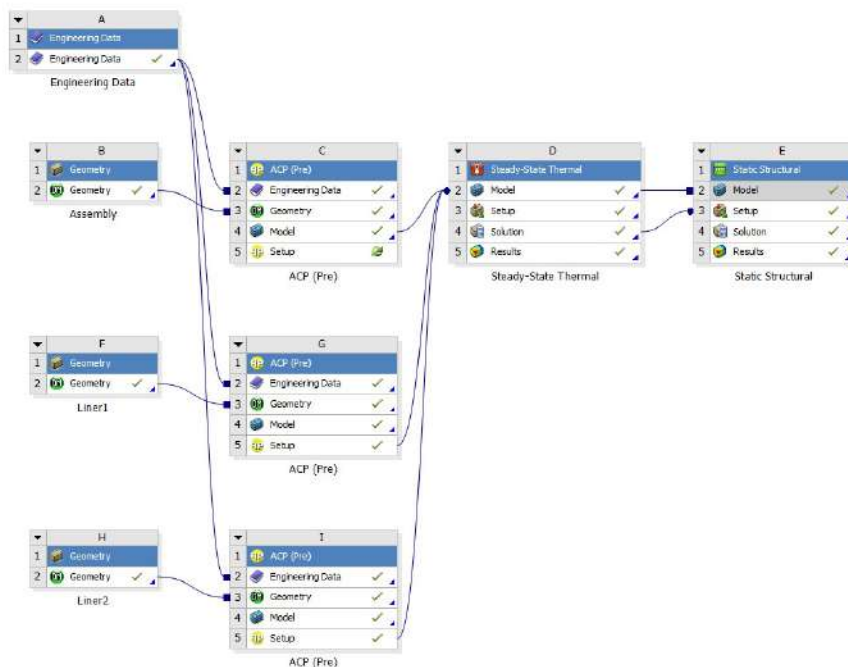 A
1 Engineering Data
2 Engineering Data
Engineering Data
B
1 Geometry
2 Geometry
Assembly
C
1 ACP (Pre)
2 Engineering Data
3 Geometry
4 Model
5 Setup
ACP (Pre)
D
1 Steady-State Thermal
2 Model
3 Setup
4 Solution
5 Results
Steady-State Thermal
E
1 Static Structural
2 Model
3 Setup
4 Solution
5 Results
Static Structural
F
1 Geometry
2 Geometry
Liner1
G
1 ACP (Pre)
2 Engineering Data
3 Geometry
4 Model
5 Setup
ACP (Pre)
H
1 Geometry
2 Geometry
Liner2
I
1 ACP (Pre)
2 Engineering Data
3 Geometry
4 Model
5 Setup
ACP (Pre)